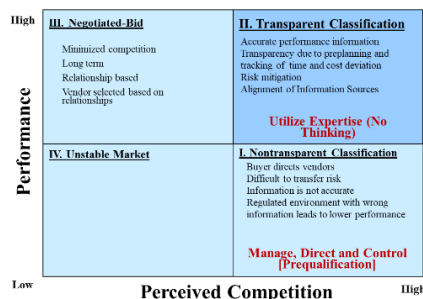 IIigh
III. Negotiated-Bid
Minimized competition
Long term
Relationship based
Vendor selected based on
relationships
II. Transparent Classification
Accurate performance information
Transparency due to preplanning and
tracking of time and cost deviation
Risk mitigation
Alignment of Information Sources
Utilize Expertise (No
Thinking)
Performance
IV. Unstable Market
I. Nontransparent Classification
Buyer directs vendors
Difficult to transfer risk
Information is not accurate
Regulated environment with wrong
information leads to lower performance
Manage, Direct and Control
[Prequalification]
Low
Perceived Competition
IIigh